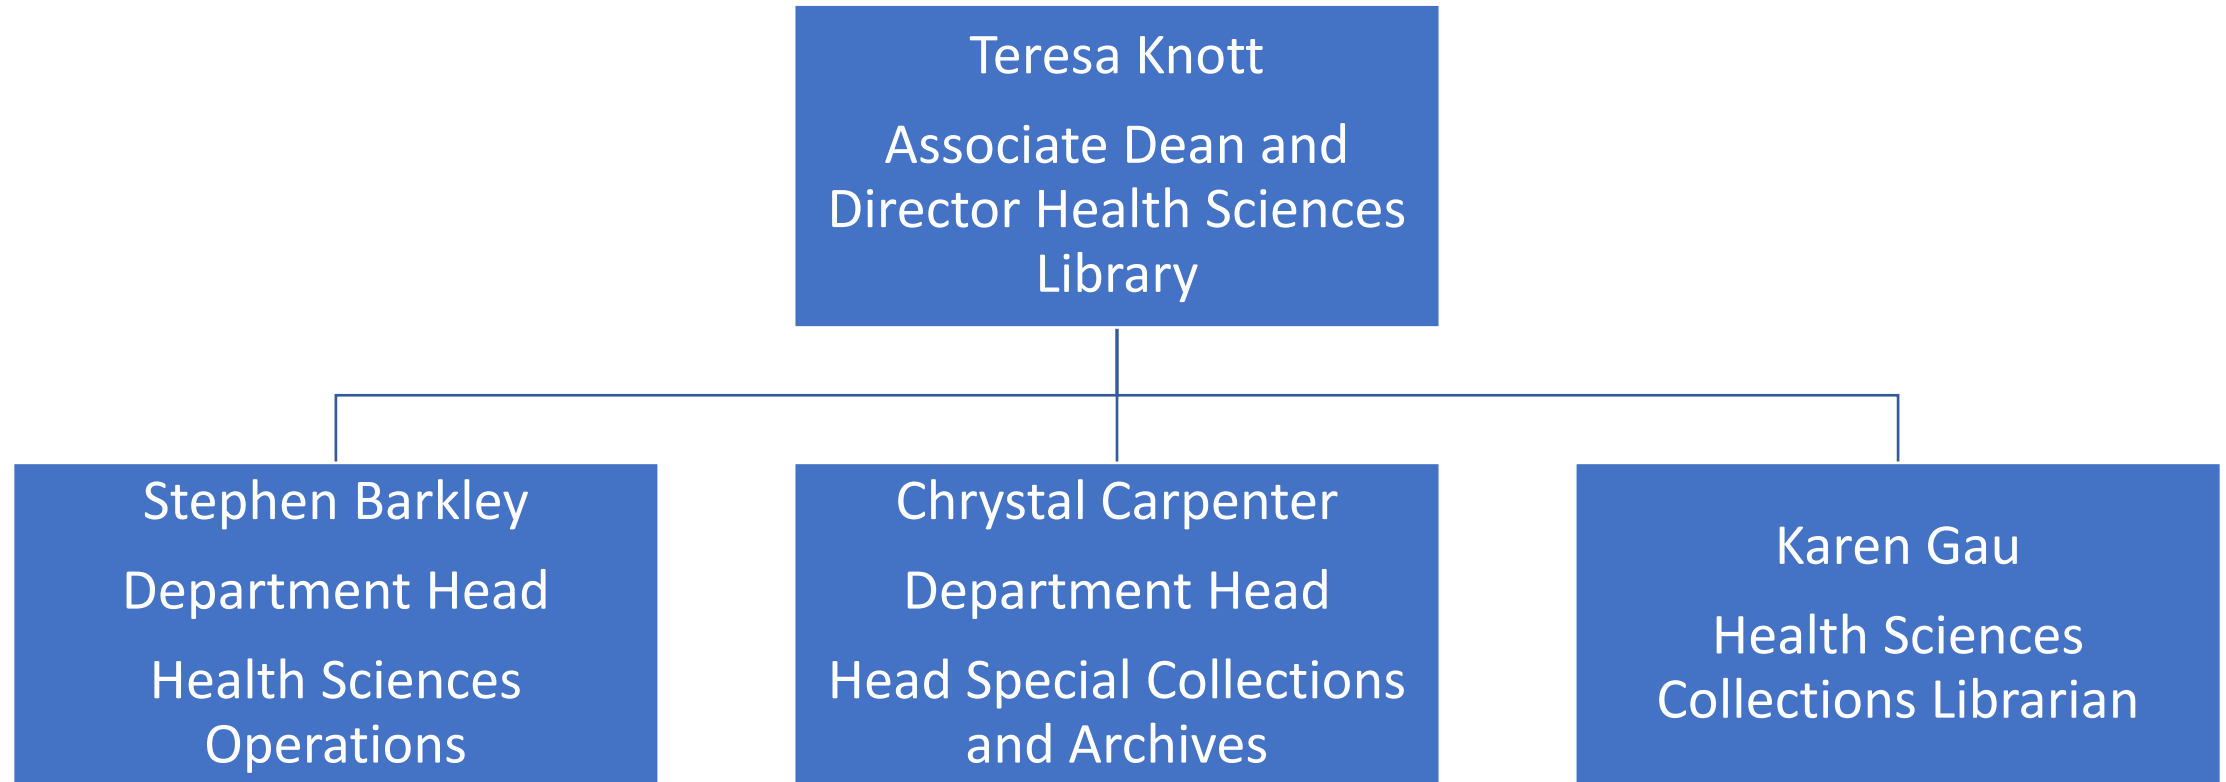 Teresa Knott
Associate Dean and
Director Health Sciences
Library
Stephen Barkley
Department Head
Health Sciences
Operations
Chrystal Carpenter
Department Head
Head Special Collections
and Archives
Karen Gau
Health Sciences
Collections Librarian